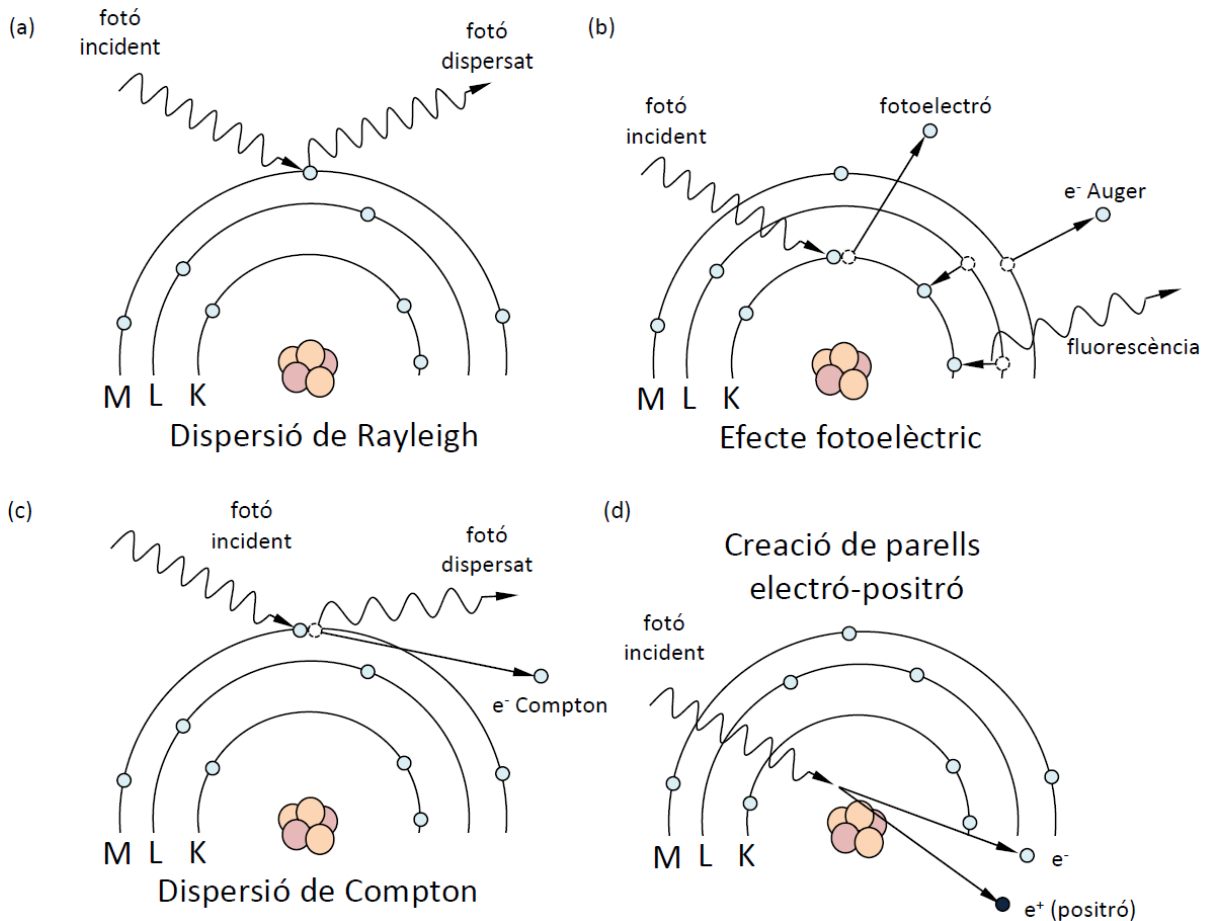 (a)
fotó
incident
fotó
dispersat
M L K
Dispersió de Rayleigh
(b)
fotó
incident
fotoelectró
e⁻ Auger
fluorescència
M L K
Efecte fotoelèctric
(c)
fotó
incident
fotó
dispersat
e⁻ Compton
M L K
Dispersió de Compton
(d)
Creació de parells
electró-positró
fotó
incident
M L K
e⁻
e⁺ (positró)